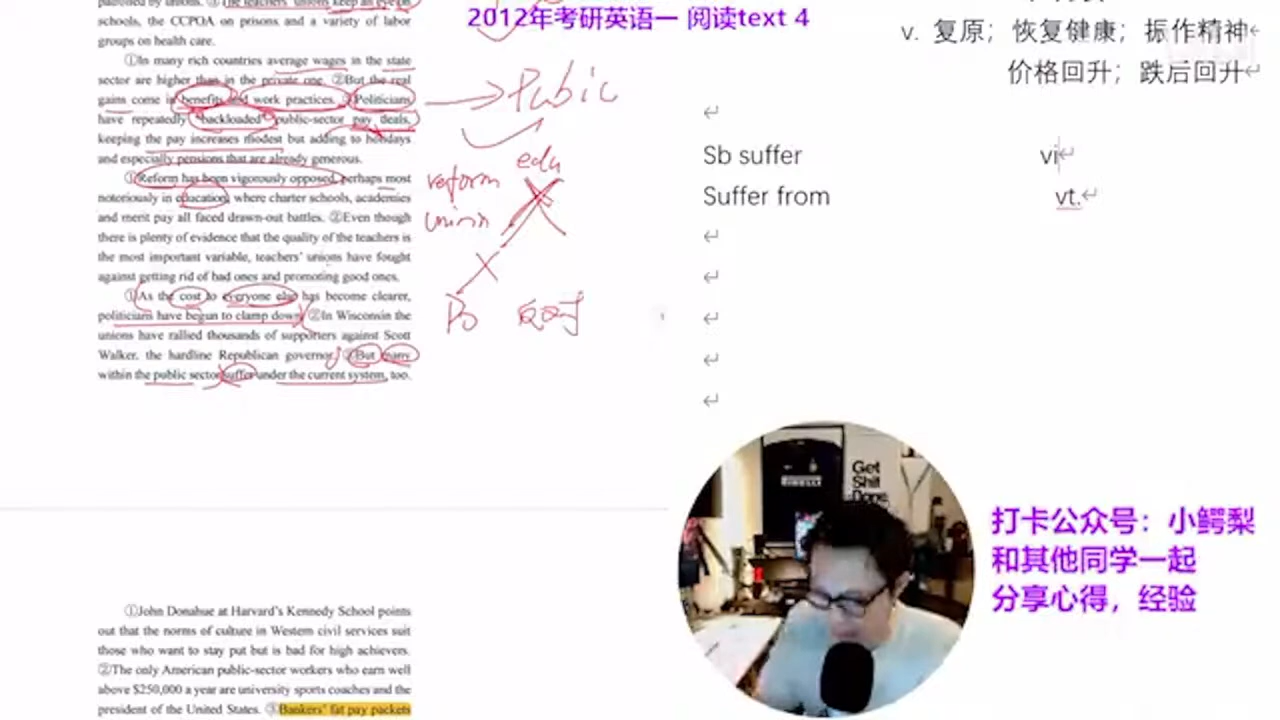 2012年考研英语一 阅读text 4
schools, the CCPOA on prisons and a variety of labor
groups on health care.
①In many rich countries average wages in the state
sector are higher than in the private one. ②But the real
gains come in benefits and work practices. ③Politicians
have repeatedly "backloaded" public-sector pay deals,
keeping the pay increases modest but adding to holidays
and especially pensions that are already generous.
①Reform has been vigorously opposed, perhaps most
notoriously in education, where charter schools, academies
and merit pay all faced drawn-out battles. ②Even though
there is plenty of evidence that the quality of the teachers is
the most important variable, teachers' unions have fought
against getting rid of bad ones and promoting good ones.
①As the cost to everyone else has become clearer,
politicians have begun to clamp down. ②In Wisconsin the
unions have rallied thousands of supporters against Scott
Walker, the hardline Republican governor. ③But many
within the public sector suffer under the current system, too.
①John Donahue at Harvard's Kennedy School points
out that the norms of culture in Western civil services suit
those who want to stay put but is bad for high achievers.
②The only American public-sector workers who earn well
above $250,000 a year are university sports coaches and the
president of the United States. ③Bankers' fat pay packets
Pubic
edu
reform
Po 反对
v. 复原；恢复健康；振作精神
价格回升；跌后回升
Sb suffer vi
Suffer from vt.
Get
Shit
Done
打卡公众号：小鳄梨
和其他同学一起
分享心得，经验